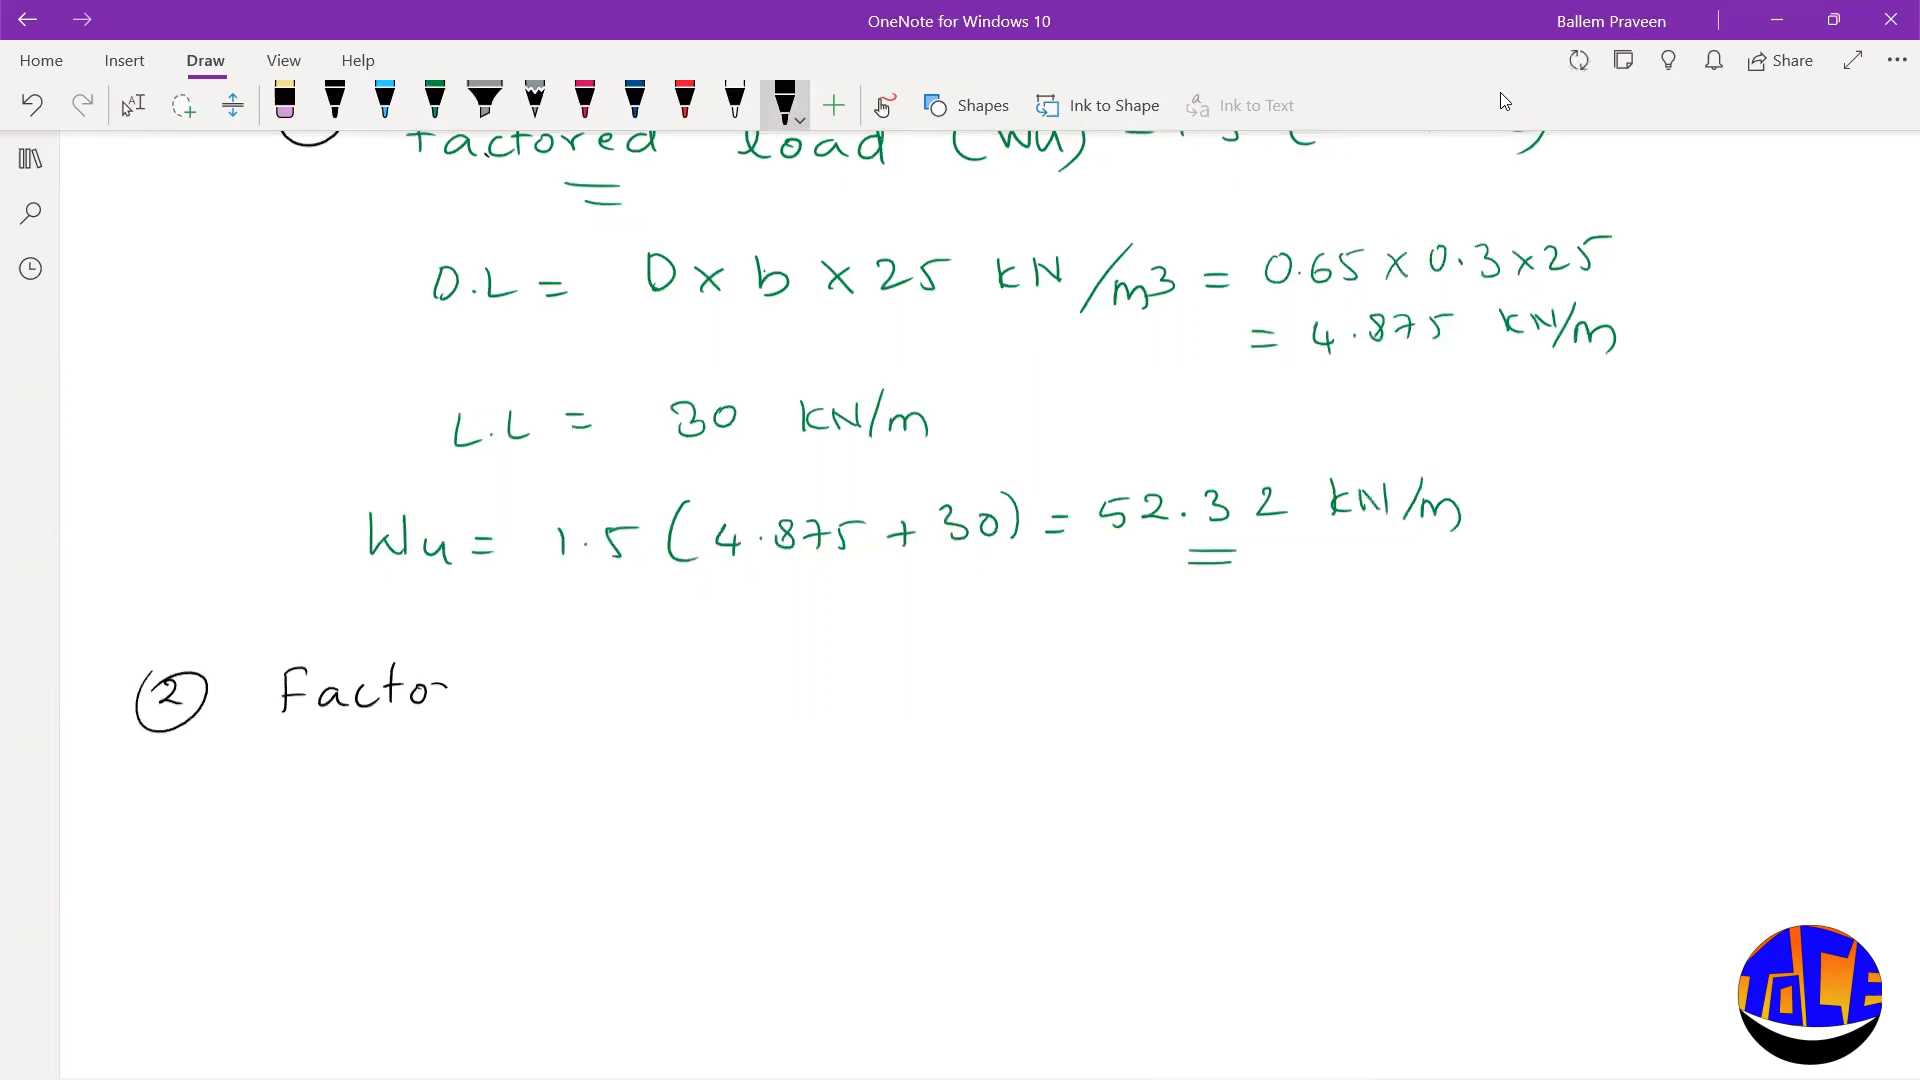 OneNote for Windows 10
Ballem Praveen
Home Insert Draw View Help
Share
Shapes Ink to Shape Ink to Text
factored load (Wu) = 1.5 (
D.L = D x b x 25 kN/m3 = 0.65 x 0.3 x 25
= 4.875 kN/m
L.L = 30 kN/m
Wu = 1.5 (4.875 + 30) = 52.32 kN/m
2 Factor